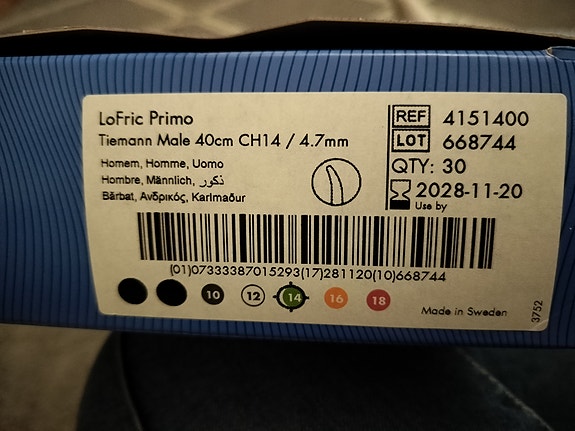 LoFric Primo
Tiemann Male 40cm CH14 / 4.7mm
Homem, Homme, Uomo
Hombre, Männlich, ذكور
Bărbat, Ανδρικός, Karlmaður
REF 4151400
LOT 668744
QTY: 30
2028-11-20
Use by
(01)07333387015293(17)281120(10)668744
10 12 14 16 18
Made in Sweden
3752